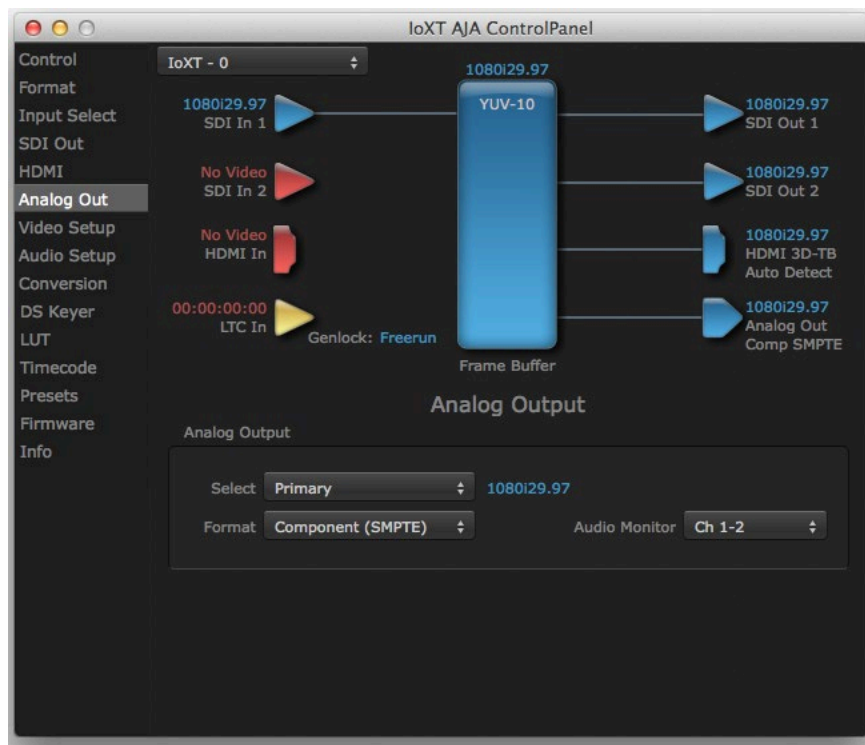 IoXT AJA ControlPanel
Control
Format
Input Select
SDI Out
HDMI
Analog Out
Video Setup
Audio Setup
Conversion
DS Keyer
LUT
Timecode
Presets
Firmware
Info
IoXT - 0
1080i29.97
SDI In 1
No Video
SDI In 2
No Video
HDMI In
00:00:00:00
LTC In
Genlock: Freerun
1080i29.97
YUV-10
Frame Buffer
1080i29.97
SDI Out 1
1080i29.97
SDI Out 2
1080i29.97
HDMI 3D-TB
Auto Detect
1080i29.97
Analog Out
Comp SMPTE
Analog Output
Analog Output
Select Primary 1080i29.97
Format Component (SMPTE) Audio Monitor Ch 1-2